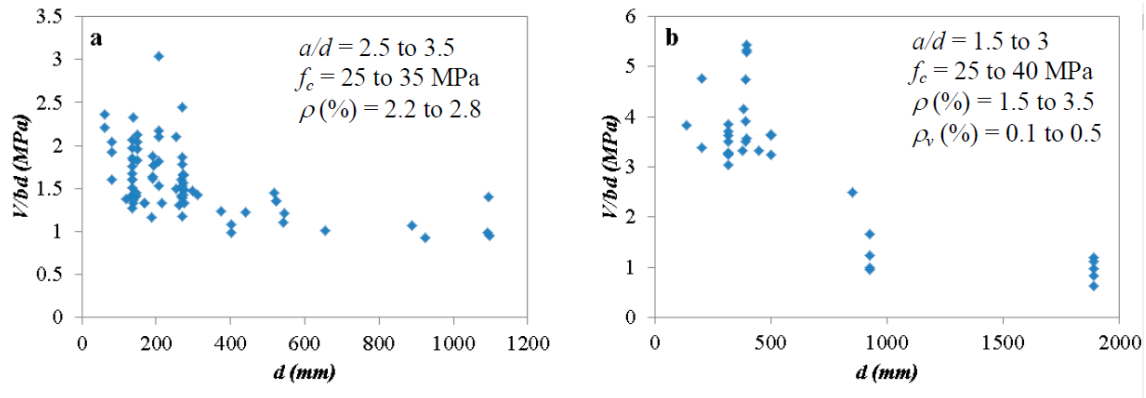 a
a/d = 2.5 to 3.5
fc = 25 to 35 MPa
ρ (%) = 2.2 to 2.8
V/bd (MPa)
3.5
3
2.5
2
1.5
1
0.5
0
0 200 400 600 800 1000 1200
d (mm)
b
a/d = 1.5 to 3
fc = 25 to 40 MPa
ρ (%) = 1.5 to 3.5
ρv (%) = 0.1 to 0.5
V/bd (MPa)
6
5
4
3
2
1
0
0 500 1000 1500 2000
d (mm)